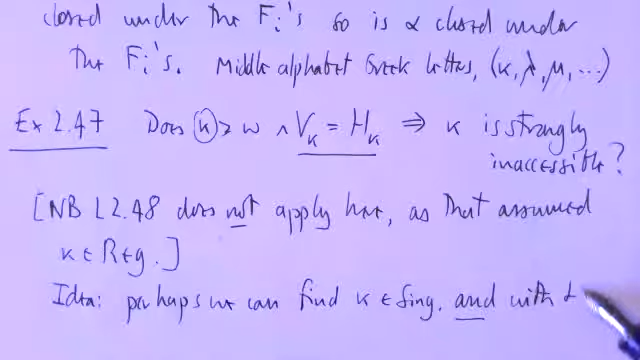 closed under the Fᵢ's so is α closed under
the Fᵢ's. Middle alphabet Greek letters, (κ, λ, μ, ...)
Ex 2.47 Does κ > ω ∧ V_κ = H_κ ⇒ κ is strongly
inaccessible?
[NB L2.48 does not apply here, as that assumed
κ ∈ Reg.]
Idea: perhaps we can find κ ∈ Sing. and with